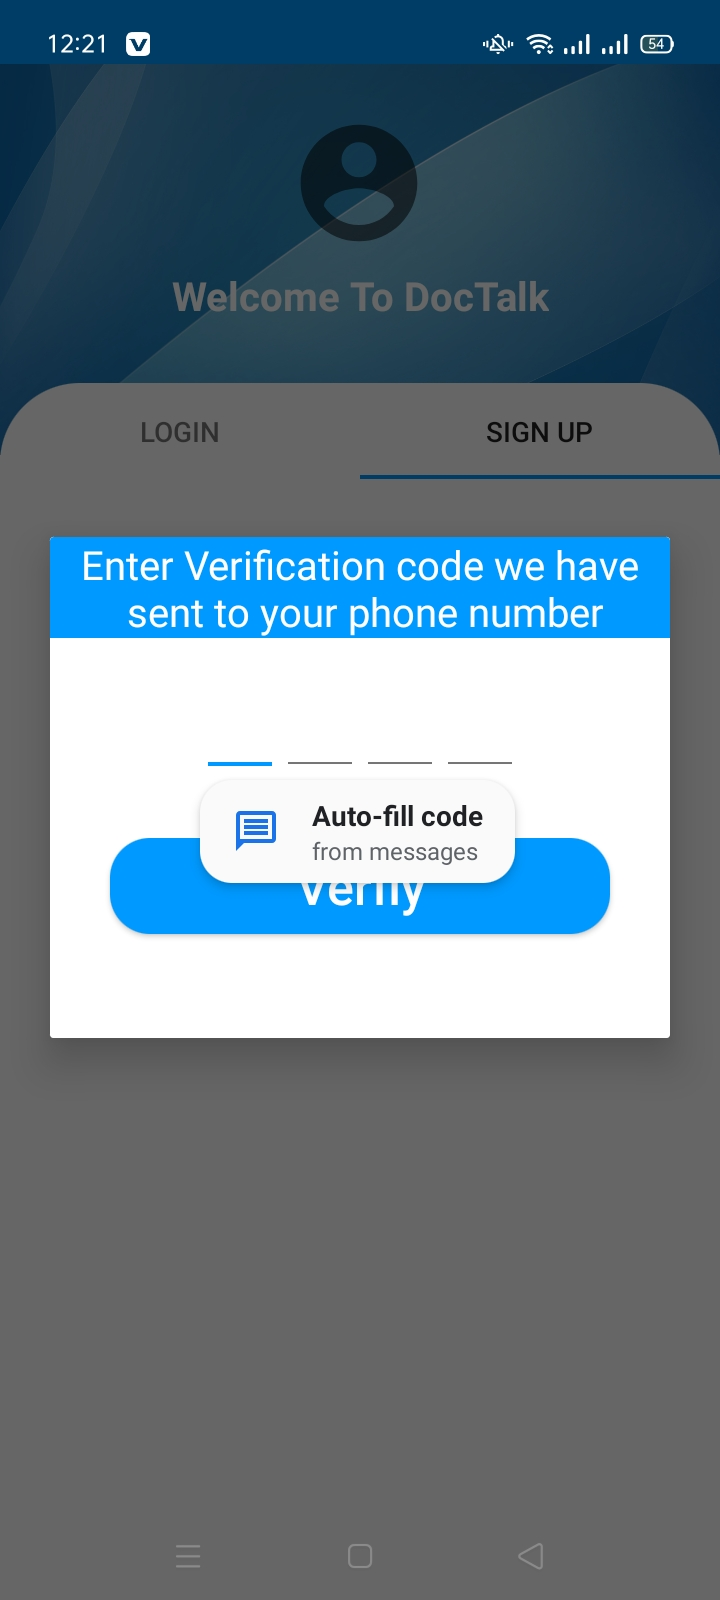 12:21
54
Welcome To DocTalk
LOGIN
SIGN UP
Enter Verification code we have
sent to your phone number
Auto-fill code
from messages
Verify